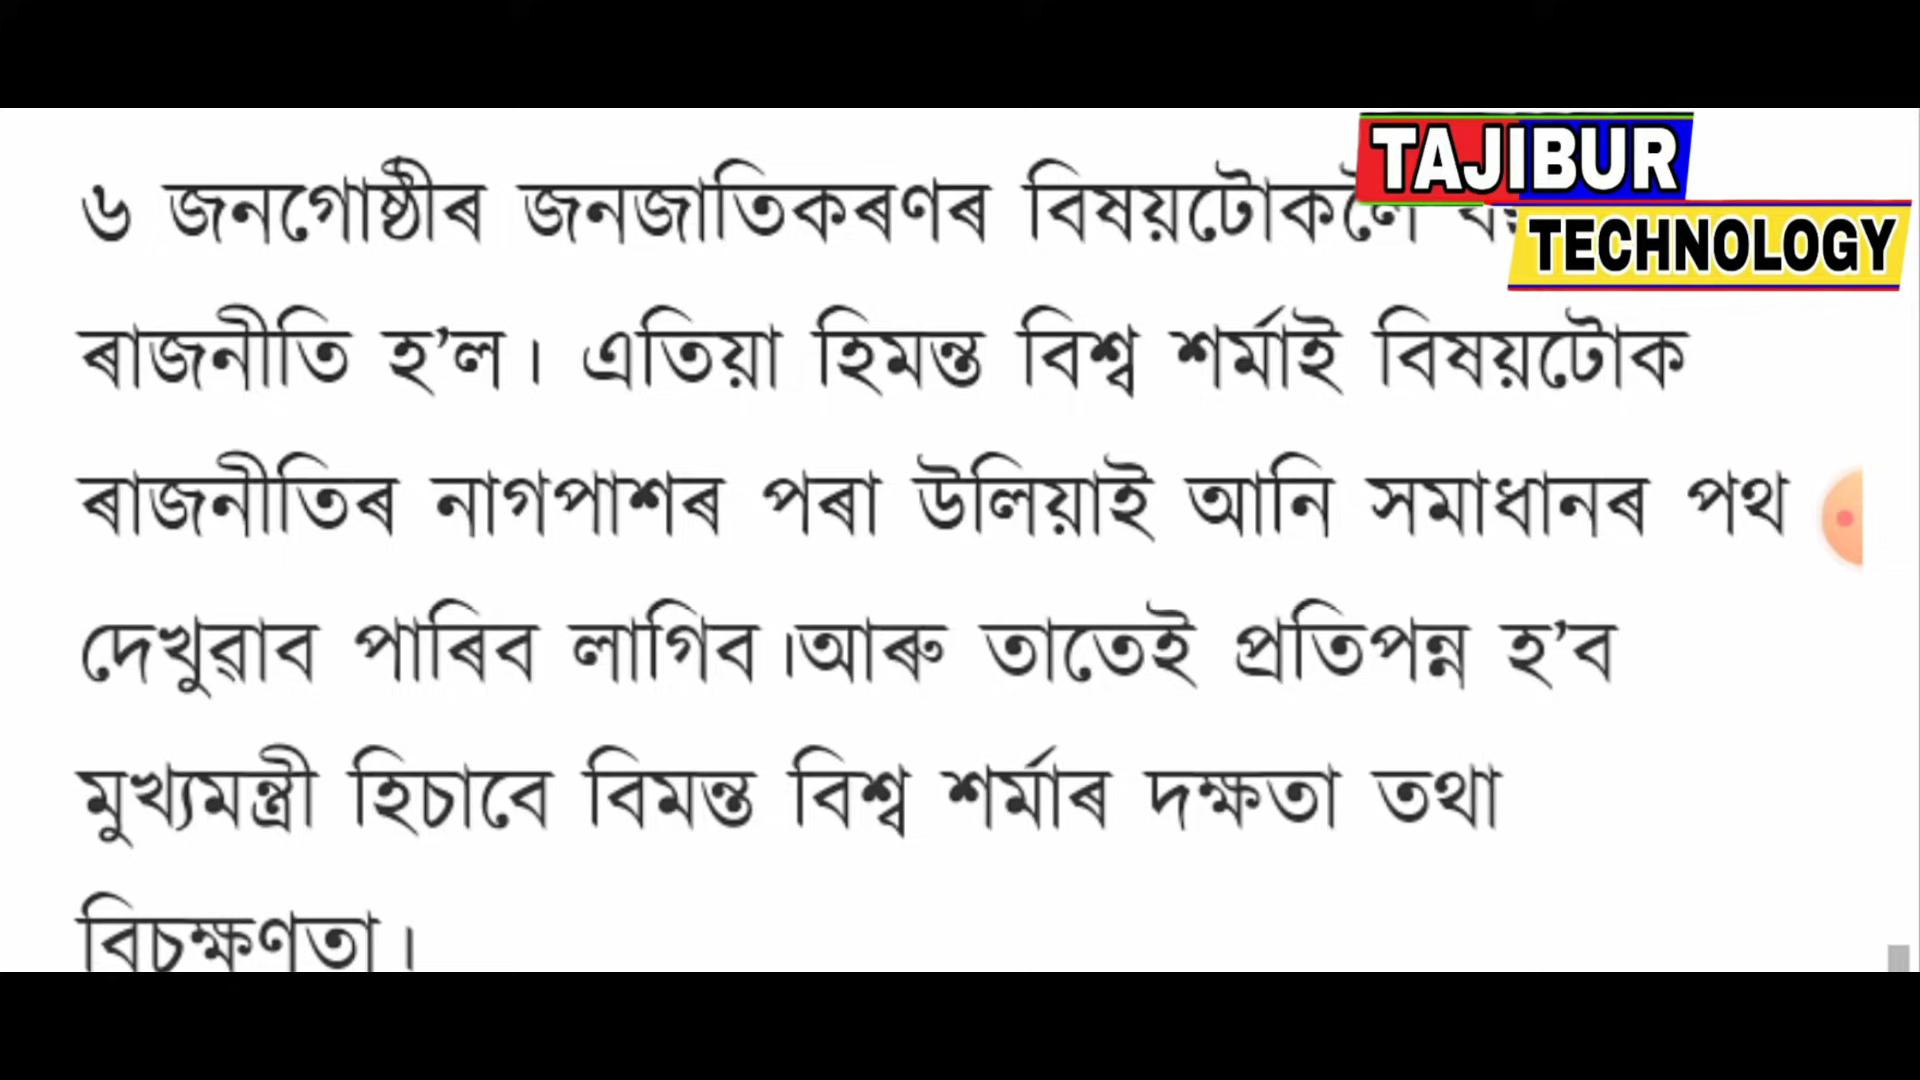 TAJIBUR
TECHNOLOGY
৬ জনগোষ্ঠীৰ জনজাতিকৰণৰ বিষয়টোকলৈ
ৰাজনীতি হ’ল। এতিয়া হিমন্ত বিশ্ব শৰ্মাই বিষয়টোক
ৰাজনীতিৰ নাগপাশৰ পৰা উলিয়াই আনি সমাধানৰ পথ
দেখুৱাব পাৰিব লাগিব।আৰু তাতেই প্ৰতিপন্ন হ’ব
মুখ্যমন্ত্ৰী হিচাবে বিমন্ত বিশ্ব শৰ্মাৰ দক্ষতা তথা
বিচক্ষণতা।